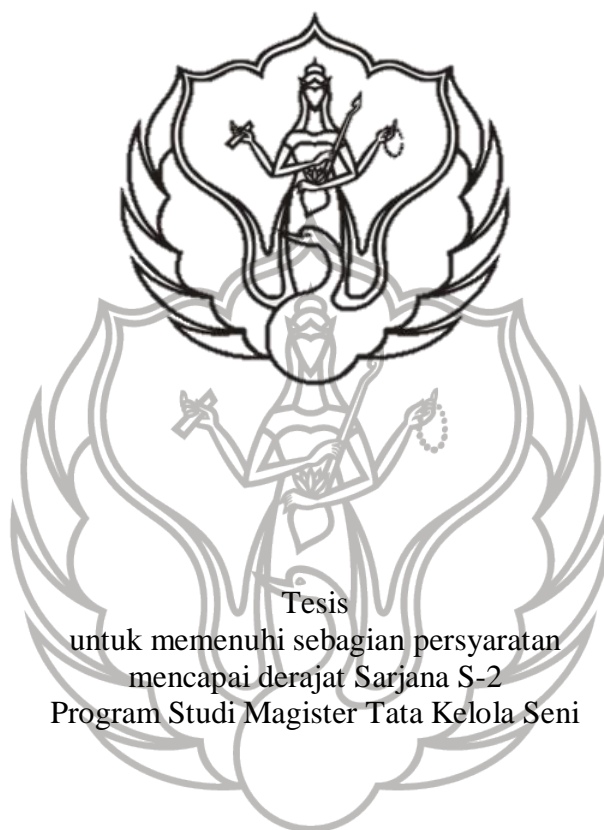 Tesis
untuk memenuhi sebagian persyaratan
mencapai derajat Sarjana S-2
Program Studi Magister Tata Kelola Seni